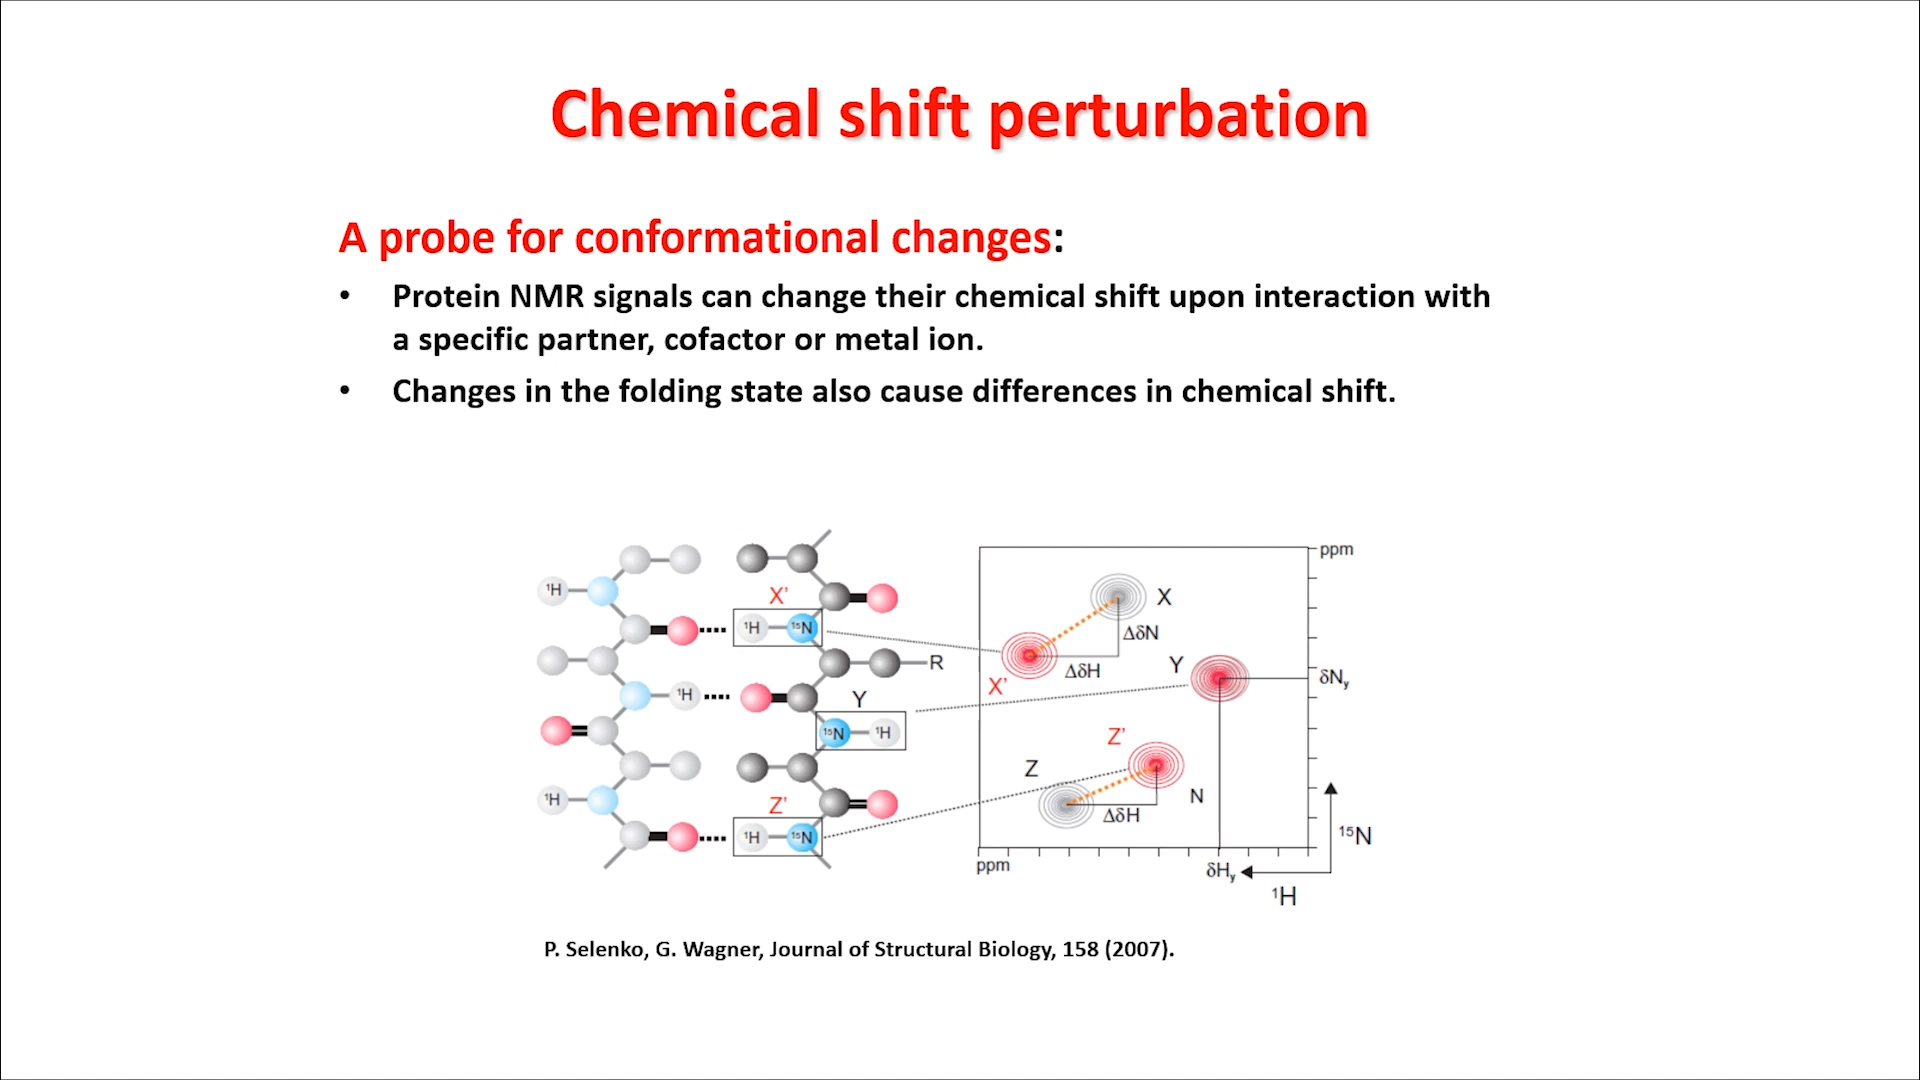 Chemical shift perturbation
A probe for conformational changes:
• Protein NMR signals can change their chemical shift upon interaction with
a specific partner, cofactor or metal ion.
• Changes in the folding state also cause differences in chemical shift.
¹H
¹H
¹H
X'
¹H ¹⁵N
R
Y
¹⁵N ¹H
Z'
¹H ¹⁵N
ppm
X
ΔδN
ΔδH
X'
Y
δNy
Z'
Z
N
ΔδH
¹⁵N
ppm
δHy
¹H
P. Selenko, G. Wagner, Journal of Structural Biology, 158 (2007).